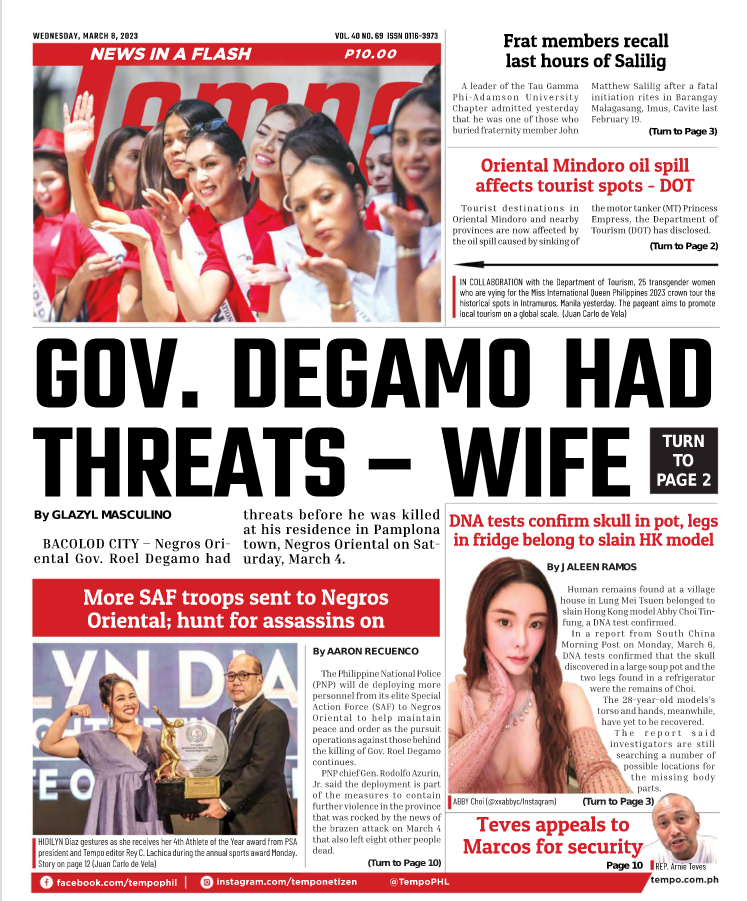 WEDNESDAY, MARCH 8, 2023
VOL. 40 NO. 69 ISSN 0116-3973
NEWS IN A FLASH
P10.00
Tempo
Frat members recall
last hours of Salilig
A leader of the Tau Gamma
Phi-Adamson University
Chapter admitted yesterday
that he was one of those who
buried fraternity member John
Matthew Salilig after a fatal
initiation rites in Barangay
Malagasang, Imus, Cavite last
February 19.
(Turn to Page 3)
Oriental Mindoro oil spill
affects tourist spots - DOT
Tourist destinations in
Oriental Mindoro and nearby
provinces are now affected by
the oil spill caused by sinking of
the motor tanker (MT) Princess
Empress, the Department of
Tourism (DOT) has disclosed.
(Turn to Page 2)
IN COLLABORATION with the Department of Tourism, 25 transgender women
who are vying for the Miss International Queen Philippines 2023 crown tour the
historical spots in Intramuros, Manila yesterday. The pageant aims to promote
local tourism on a global scale. (Juan Carlo de Vela)
GOV. DEGAMO HAD
THREATS – WIFE
TURN
TO
PAGE 2
By GLAZYL MASCULINO
BACOLOD CITY – Negros Ori-
ental Gov. Roel Degamo had
threats before he was killed
at his residence in Pamplona
town, Negros Oriental on Sat-
urday, March 4.
More SAF troops sent to Negros
Oriental; hunt for assassins on
LYN DIA
HIDILYN Diaz gestures as she receives her 4th Athlete of the Year award from PSA
president and Tempo editor Rey C. Lachica during the annual sports award Monday.
Story on page 12 (Juan Carlo de Vela)
By AARON RECUENCO
The Philippine National Police
(PNP) will de deploying more
personnel from its elite Special
Action Force (SAF) to Negros
Oriental to help maintain
peace and order as the pursuit
operations against those behind
the killing of Gov. Roel Degamo
continues.
PNP chief Gen. Rodolfo Azurin,
Jr. said the deployment is part
of the measures to contain
further violence in the province
that was rocked by the news of
the brazen attack on March 4
that also left eight other people
dead.
(Turn to Page 10)
DNA tests confirm skull in pot, legs
in fridge belong to slain HK model
By JALEEN RAMOS
Human remains found at a village
house in Lung Mei Tsuen belonged to
slain Hong Kong model Abby Choi Tin-
fung, a DNA test confirmed.
In a report from South China
Morning Post on Monday, March 6,
DNA tests confirmed that the skull
discovered in a large soup pot and the
two legs found in a refrigerator
were the remains of Choi.
The 28-year-old models's
torso and hands, meanwhile,
have yet to be recovered.
The report said
investigators are still
searching a number of
possible locations for
the missing body
parts.
(Turn to Page 3)
ABBY Choi (@xxabbyc/Instagram)
Teves appeals to
Marcos for security
Page 10
REP. Arnie Teves
facebook.com/tempophil
instagram.com/temponetizen
@TempoPHL
tempo.com.ph